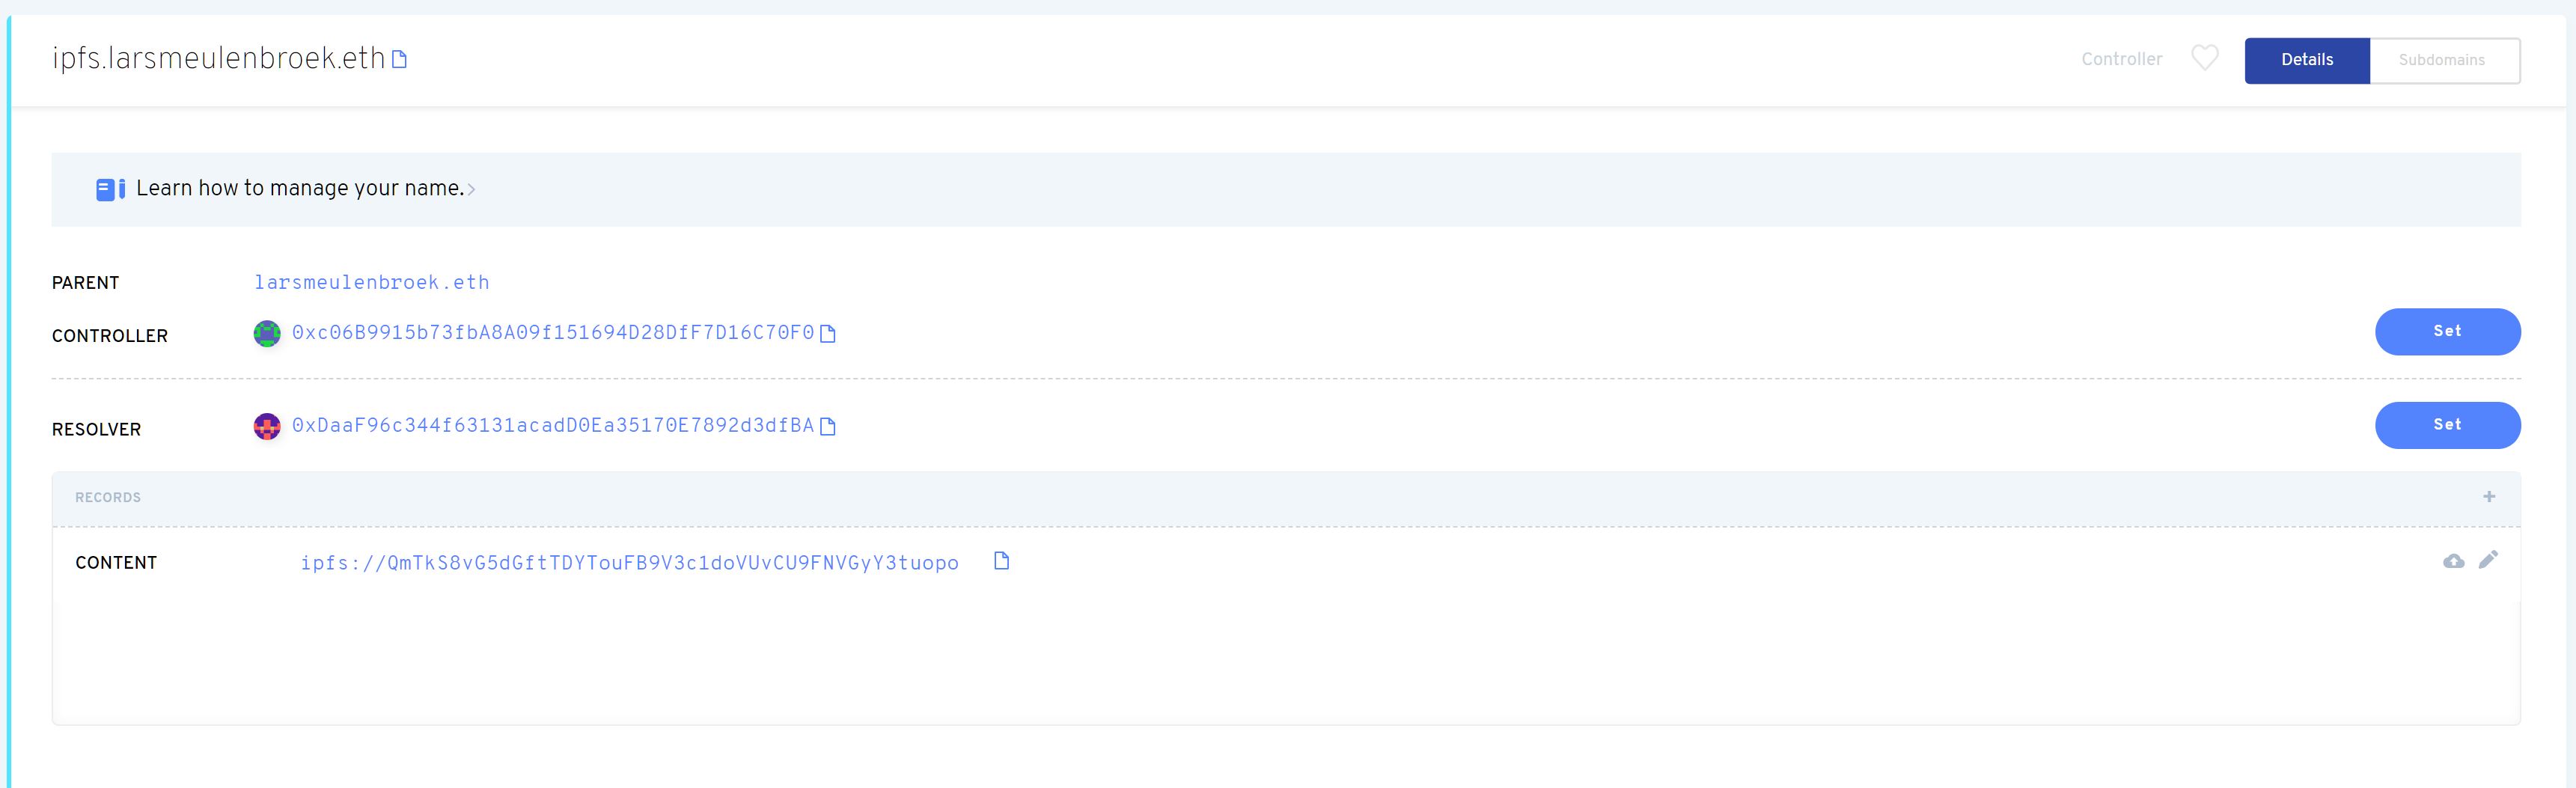 ipfs.larsmeulenbroek.eth
Controller
Details
Subdomains
Learn how to manage your name.
PARENT
larsmeulenbroek.eth
CONTROLLER
0xc06B9915b73fbA8A09f151694D28DfF7D16C70F0
Set
RESOLVER
0xDaaF96c344f63131acadD0Ea35170E7892d3dfBA
Set
RECORDS
CONTENT
ipfs://QmTkS8vG5dGftTDYTouFB9V3c1doVUvCU9FNVGyY3tuopo